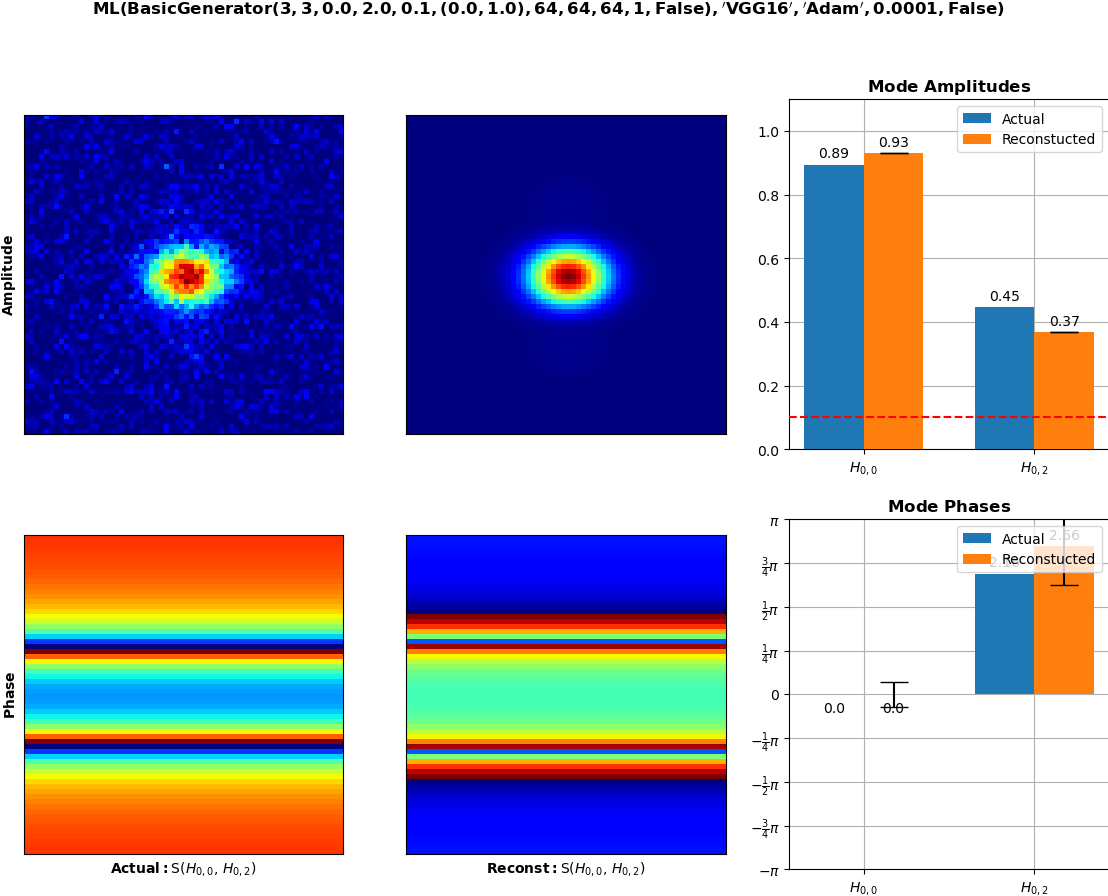 ML(BasicGenerator(3, 3, 0.0, 2.0, 0.1, (0.0, 1.0), 64, 64, 64, 1, False), ′VGG16′, ′Adam′, 0.0001, False)
Mode Amplitudes
Amplitude
1.0
0.8
0.6
0.4
0.2
0.0
Actual
Reconstucted
0.89
0.93
0.45
0.37
H0,0
H0,2
Mode Phases
Phase
π
3/4π
1/2π
1/4π
0
−1/4π
−1/2π
−3/4π
−π
Actual
Reconstucted
2.66
0.0
0.0
H0,0
H0,2
Actual: S(H0,0, H0,2)
Reconst: S(H0,0, H0,2)